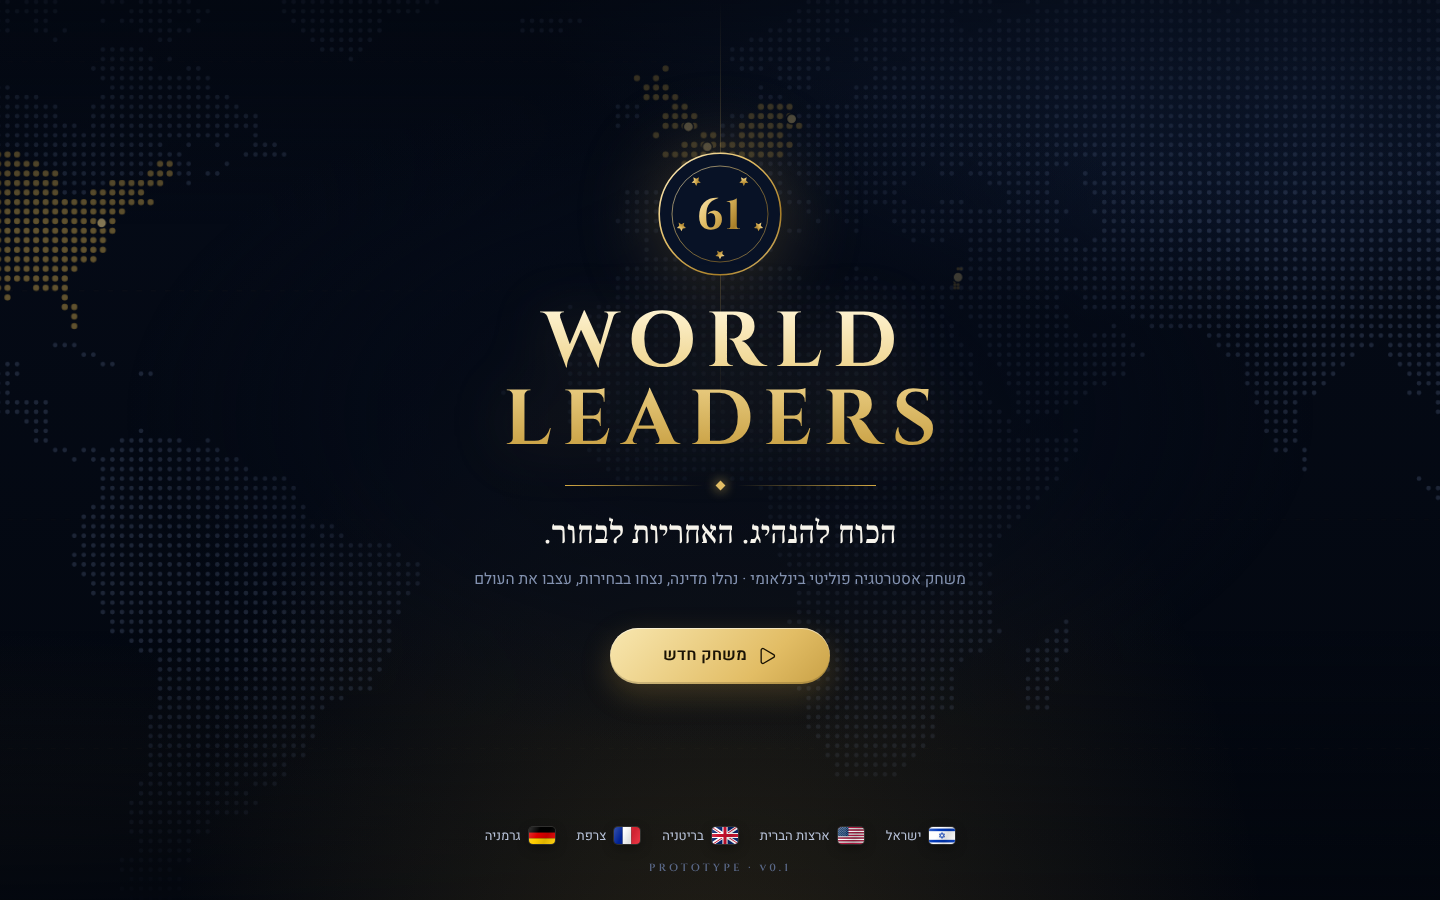 61
WORLD
LEADERS
הכוח להנהיג. האחריות לבחור.
משחק אסטרטגיה פוליטי בינלאומי · נהלו מדינה, נצחו בבחירות, עצבו את העולם
משחק חדש
ישראל ארצות הברית בריטניה צרפת גרמניה
PROTOTYPE · V0.1